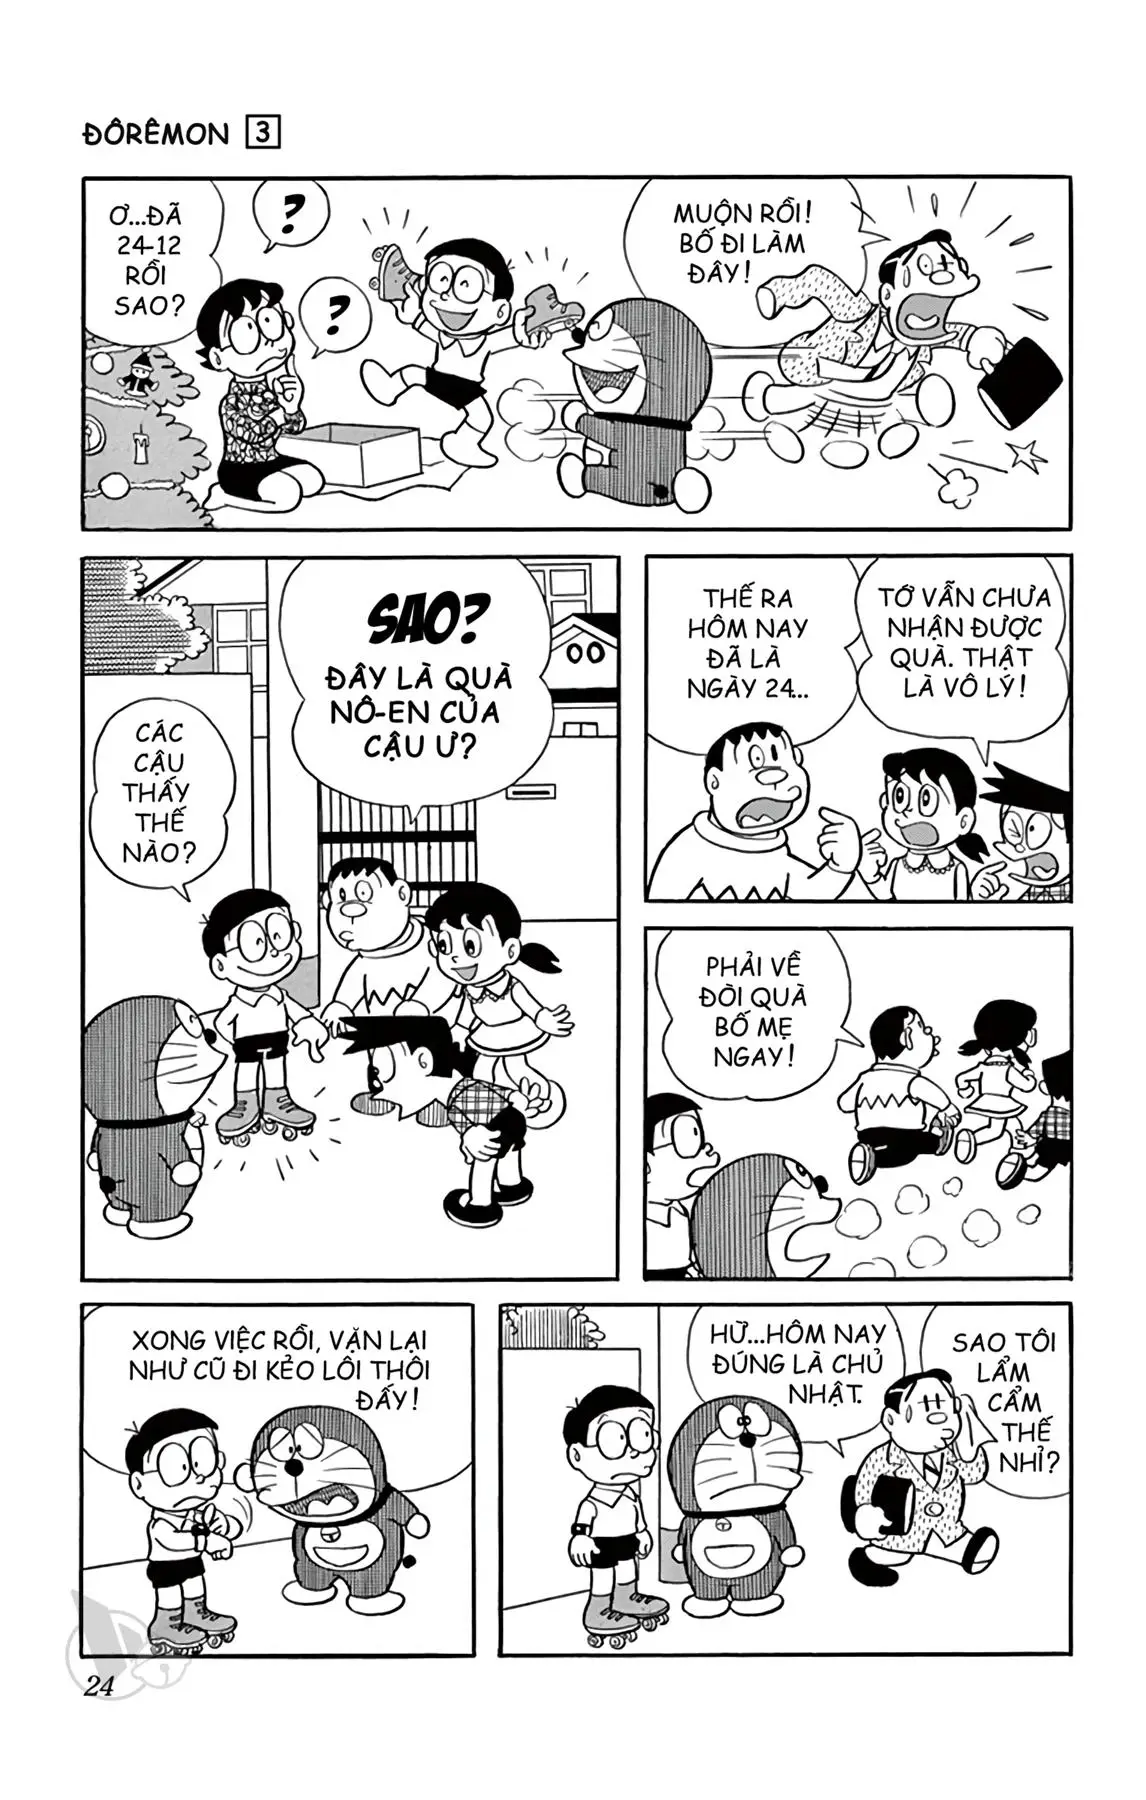 ĐÔRÊMON 3
Ơ...ĐÃ
24-12
RỒI
SAO?
?
?
MUỘN RỒI!
BỐ ĐI LÀM
ĐÂY!
M
CÁC
CẬU
THẤY
THẾ
NÀO?
SAO?
ĐÂY LÀ QUÀ
NÔ-EN CỦA
CẬU Ư?
THẾ RA
HÔM NAY
ĐÃ LÀ
NGÀY 24...
TỚ VẪN CHƯA
NHẬN ĐƯỢC
QUÀ. THẬT
LÀ VÔ LÝ!
PHẢI VỀ
ĐÒI QUÀ
BỐ MẸ
NGAY!
XONG VIỆC RỒI, VẶN LẠI
NHƯ CŨ ĐI KẺO LÔI THÔI
ĐẤY!
HỪ...HÔM NAY
ĐÚNG LÀ CHỦ
NHẬT.
SAO TÔI
LẨM
CẨM
THẾ
NHỈ?
24